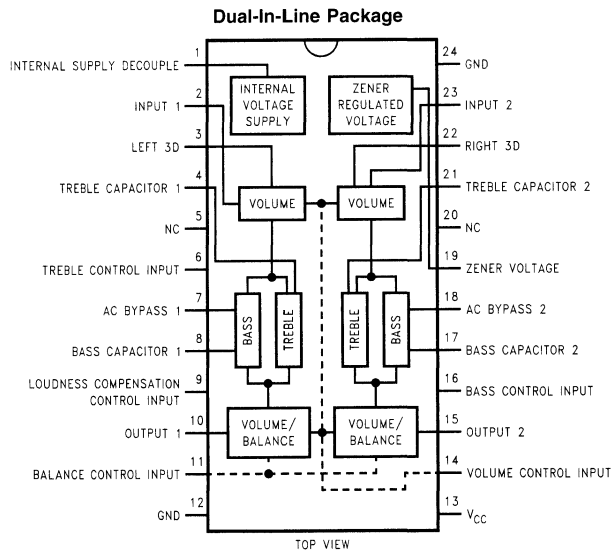 Dual-In-Line Package
1
INTERNAL SUPPLY DECOUPLE
2
INPUT 1
3
LEFT 3D
4
TREBLE CAPACITOR 1
5
NC
6
TREBLE CONTROL INPUT
7
AC BYPASS 1
8
BASS CAPACITOR 1
9
LOUDNESS COMPENSATION
CONTROL INPUT
10
OUTPUT 1
11
BALANCE CONTROL INPUT
12
GND
INTERNAL
VOLTAGE
SUPPLY
ZENER
REGULATED
VOLTAGE
VOLUME
VOLUME
BASS
TREBLE
TREBLE
BASS
VOLUME/
BALANCE
VOLUME/
BALANCE
24
GND
23
INPUT 2
22
RIGHT 3D
21
TREBLE CAPACITOR 2
20
NC
19
ZENER VOLTAGE
18
AC BYPASS 2
17
BASS CAPACITOR 2
16
BASS CONTROL INPUT
15
OUTPUT 2
14
VOLUME CONTROL INPUT
13
VCC
TOP VIEW